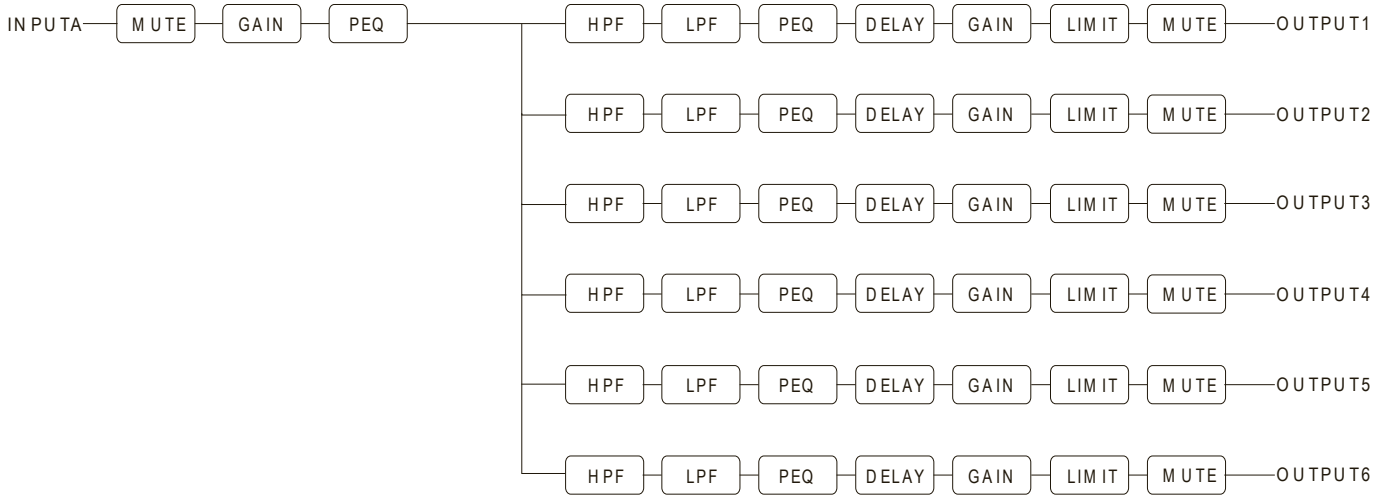 INPUTA MUTE GAIN PEQ HPF LPF PEQ DELAY GAIN LIMIT MUTE OUTPUT1
HPF LPF PEQ DELAY GAIN LIMIT MUTE OUTPUT2
HPF LPF PEQ DELAY GAIN LIMIT MUTE OUTPUT3
HPF LPF PEQ DELAY GAIN LIMIT MUTE OUTPUT4
HPF LPF PEQ DELAY GAIN LIMIT MUTE OUTPUT5
HPF LPF PEQ DELAY GAIN LIMIT MUTE OUTPUT6